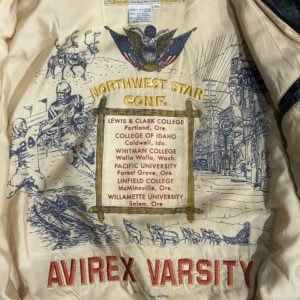 NORTHWEST STAR
CONF.
LEWIS & CLARK COLLEGE
Portland, Ore.
COLLEGE OF IDAHO
Caldwell, Ida.
WHITMAN COLLEGE
Walla Walla, Wash.
PACIFIC UNIVERSITY
Forest Grove, Ore.
LINFIELD COLLEGE
McMinnville, Ore.
WILLAMETTE UNIVERSITY
Salem, Ore
AVIREX VARSITY